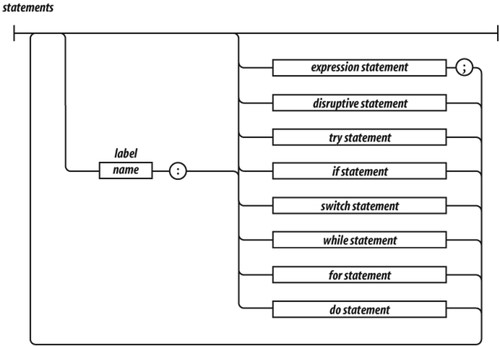 statements
expression statement ;
disruptive statement
try statement
label
name :
if statement
switch statement
while statement
for statement
do statement